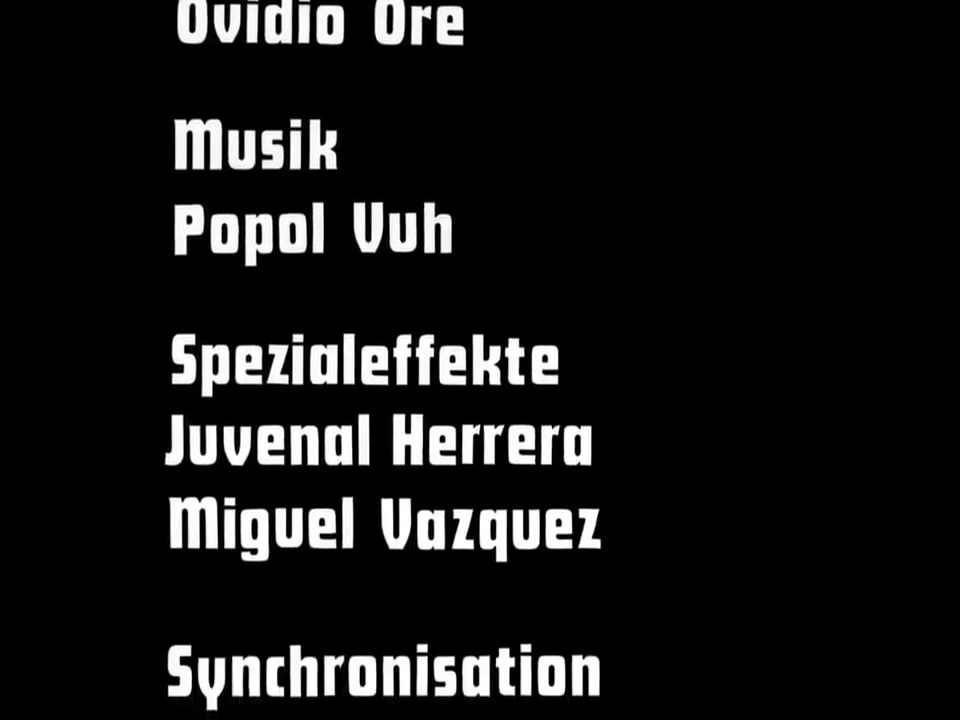 Ovidio Ore
Musik
Popol Vuh
Spezialeffekte
Juvenal Herrera
Miguel Vazquez
Synchronisation